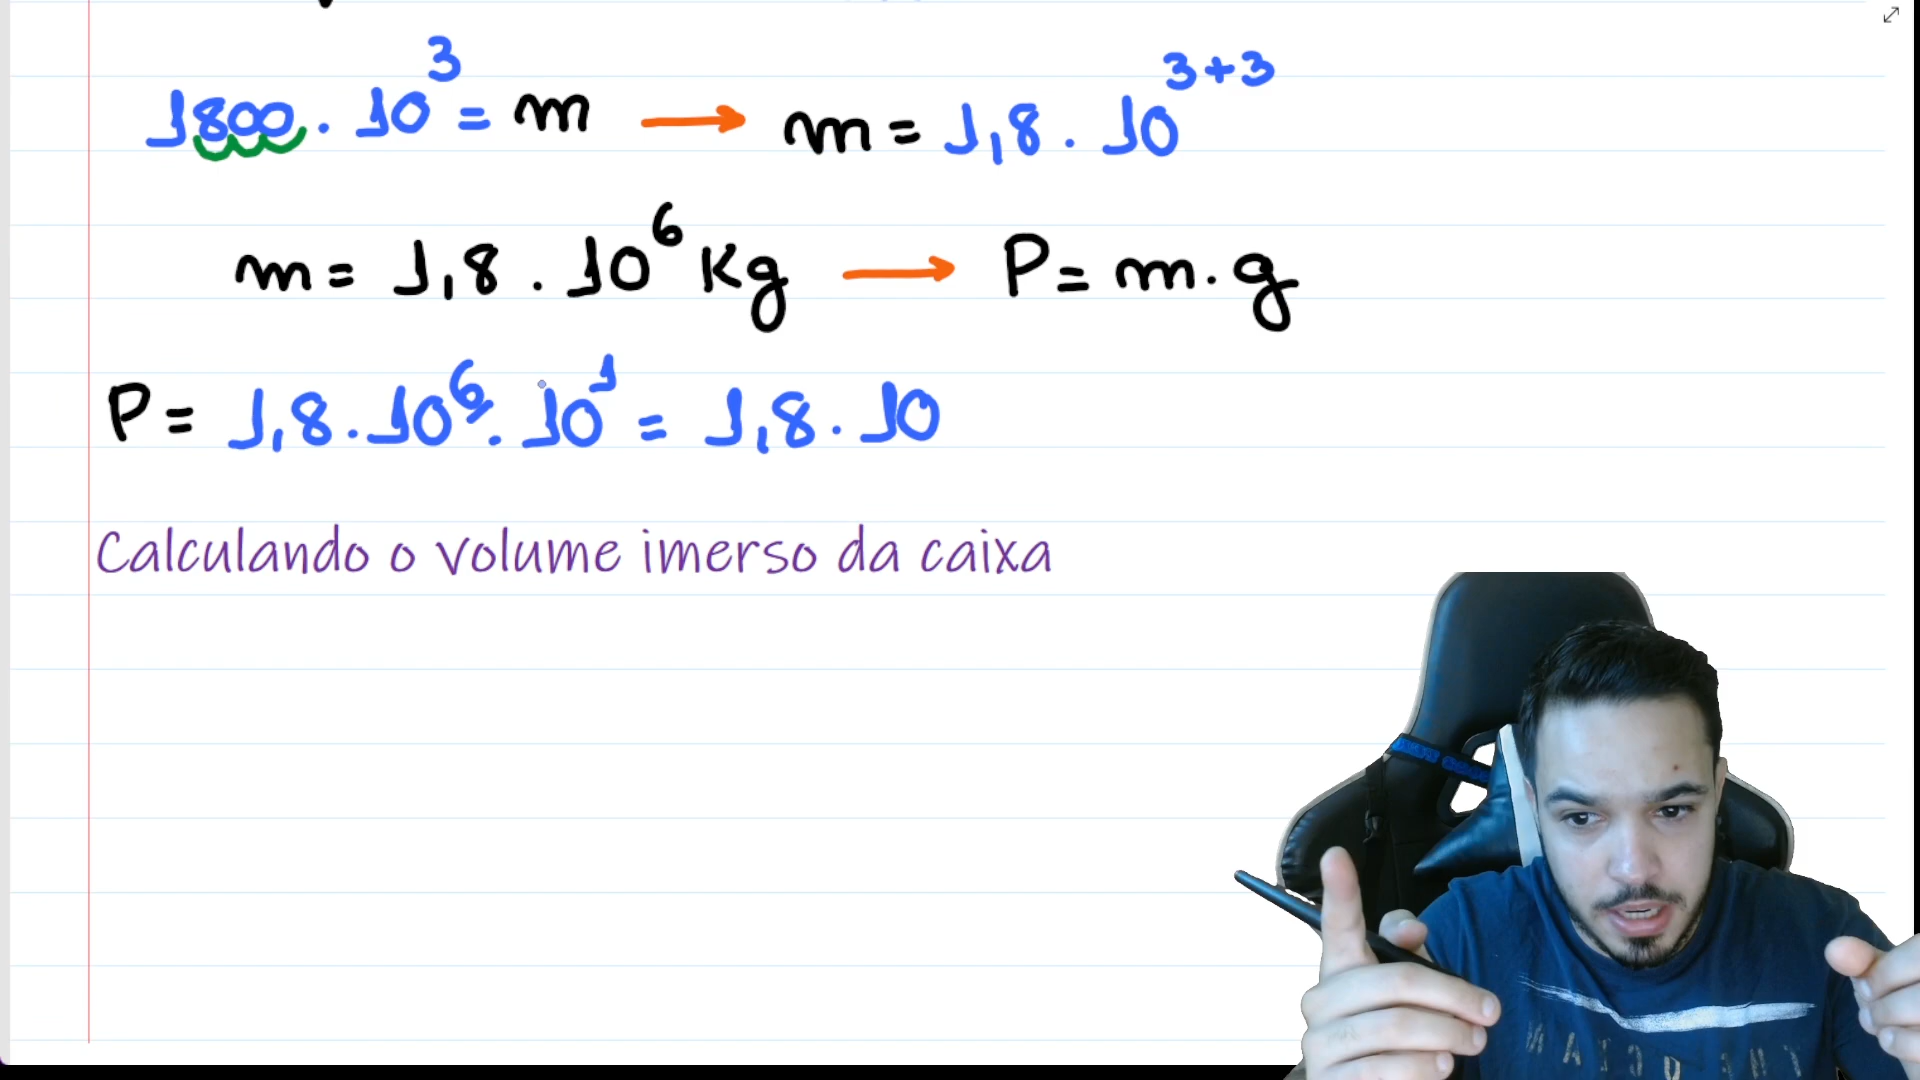 1800 . 10³ = m → m = 1,8 . 10³⁺³
m = 1,8 . 10⁶ Kg → P = m . g
P = 1,8 . 10⁶ . 10¹ = 1,8 . 10
Calculando o volume imerso da caixa